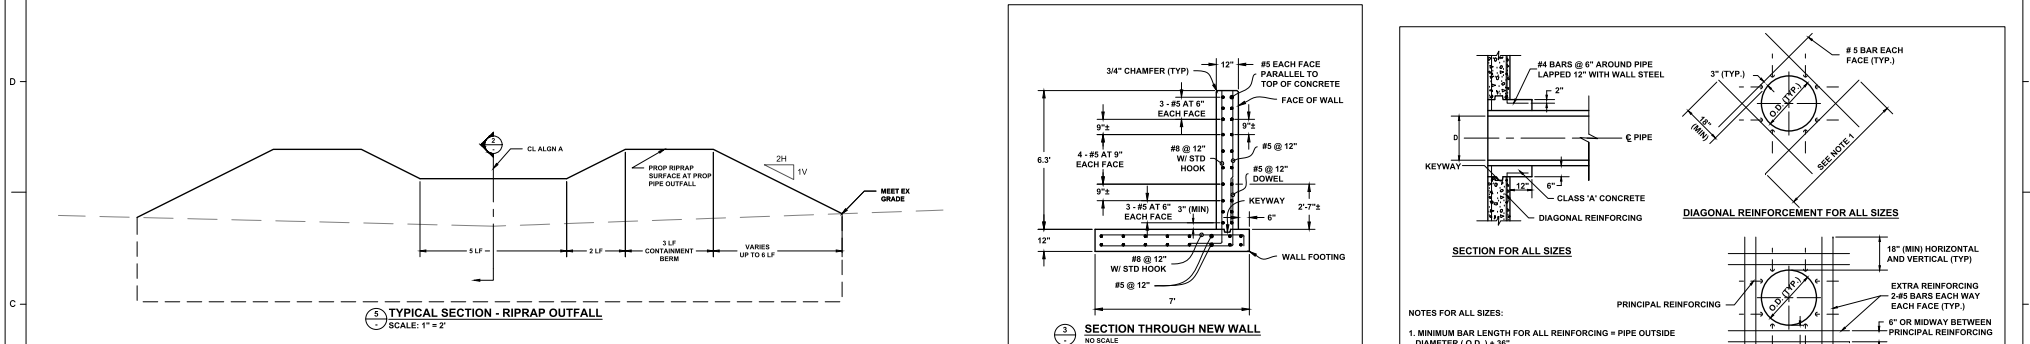 D
C
2
-
CL ALGN A
PROP RIPRAP
SURFACE AT PROP
PIPE OUTFALL
2H
1V
MEET EX
GRADE
5 LF
2 LF
3 LF
CONTAINMENT
BERM
VARIES
UP TO 6 LF
5
-
TYPICAL SECTION - RIPRAP OUTFALL
SCALE: 1" = 2'
12"
3/4" CHAMFER (TYP)
#5 EACH FACE
PARALLEL TO
TOP OF CONCRETE
FACE OF WALL
3 - #5 AT 6"
EACH FACE
9"±
9"±
4 - #5 AT 9"
EACH FACE
#8 @ 12"
W/ STD
HOOK
#5 @ 12"
#5 @ 12"
DOWEL
6.3'
9"±
3 - #5 AT 6"
EACH FACE
3" (MIN)
KEYWAY
2'-7"±
6"
12"
#8 @ 12"
W/ STD HOOK
WALL FOOTING
#5 @ 12"
7'
3
-
SECTION THROUGH NEW WALL
NO SCALE
#4 BARS @ 6" AROUND PIPE
LAPPED 12" WITH WALL STEEL
2"
D
℄ PIPE
KEYWAY
12"
6"
CLASS 'A' CONCRETE
DIAGONAL REINFORCING
SECTION FOR ALL SIZES
# 5 BAR EACH
FACE (TYP.)
3" (TYP.)
O.D. (TYP.)
18"
(MIN)
SEE NOTE 1
DIAGONAL REINFORCEMENT FOR ALL SIZES
18" (MIN) HORIZONTAL
AND VERTICAL (TYP)
O.D. (TYP.)
PRINCIPAL REINFORCING
EXTRA REINFORCING
2-#5 BARS EACH WAY
EACH FACE (TYP.)
6" OR MIDWAY BETWEEN
PRINCIPAL REINFORCING
NOTES FOR ALL SIZES:
1. MINIMUM BAR LENGTH FOR ALL REINFORCING = PIPE OUTSIDE
DIAMETER ( O.D. ) + 36"